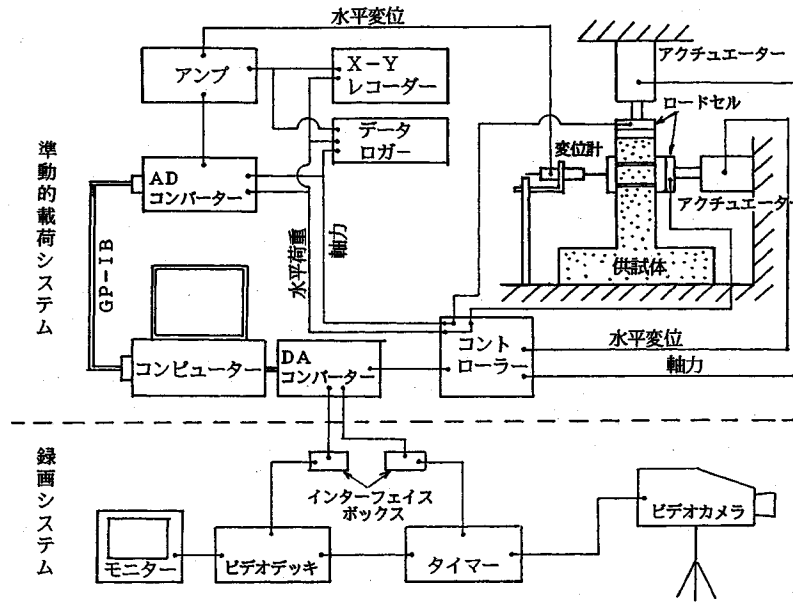 水平変位
アンプ
X-Y
レコーダー
アクチュエーター
ロードセル
データ
ロガー
変位計
準動的載荷システム
AD
コンバーター
アクチュエーター
GP-IB
水平荷重
軸力
供試体
コンピューター
DA
コンバーター
コント
ローラー
水平変位
軸力
録画システム
インターフェイス
ボックス
モニター
ビデオデッキ
タイマー
ビデオカメラ